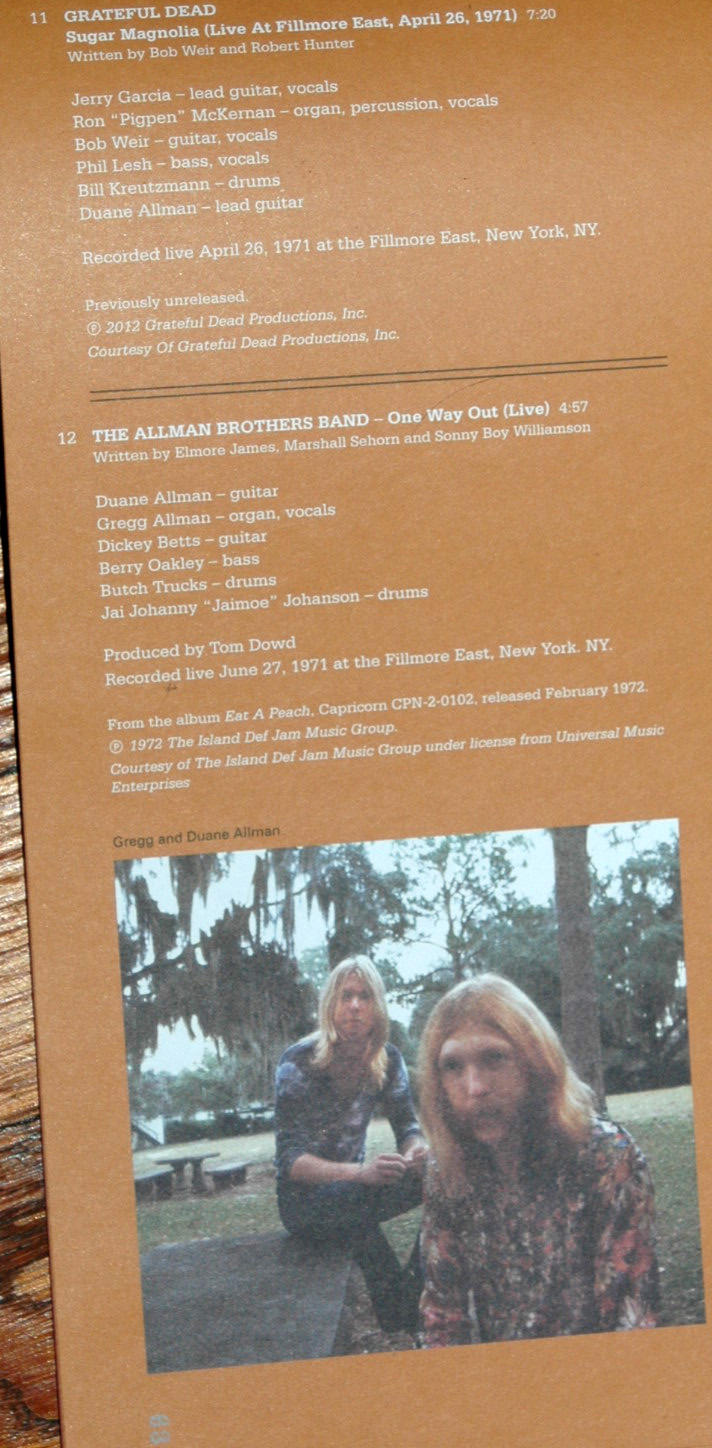 11 GRATEFUL DEAD
Sugar Magnolia (Live At Fillmore East, April 26, 1971) 7:20
Written by Bob Weir and Robert Hunter
Jerry Garcia – lead guitar, vocals
Ron “Pigpen” McKernan – organ, percussion, vocals
Bob Weir – guitar, vocals
Phil Lesh – bass, vocals
Bill Kreutzmann – drums
Duane Allman – lead guitar
Recorded live April 26, 1971 at the Fillmore East, New York, NY.
Previously unreleased.
℗ 2012 Grateful Dead Productions, Inc.
Courtesy Of Grateful Dead Productions, Inc.
12 THE ALLMAN BROTHERS BAND – One Way Out (Live) 4:57
Written by Elmore James, Marshall Sehorn and Sonny Boy Williamson
Duane Allman – guitar
Gregg Allman – organ, vocals
Dickey Betts – guitar
Berry Oakley – bass
Butch Trucks – drums
Jai Johanny “Jaimoe” Johanson – drums
Produced by Tom Dowd
Recorded live June 27, 1971 at the Fillmore East, New York. NY.
From the album Eat A Peach, Capricorn CPN-2-0102, released February 1972.
℗ 1972 The Island Def Jam Music Group.
Courtesy of The Island Def Jam Music Group under license from Universal Music
Enterprises
Gregg and Duane Allman
63